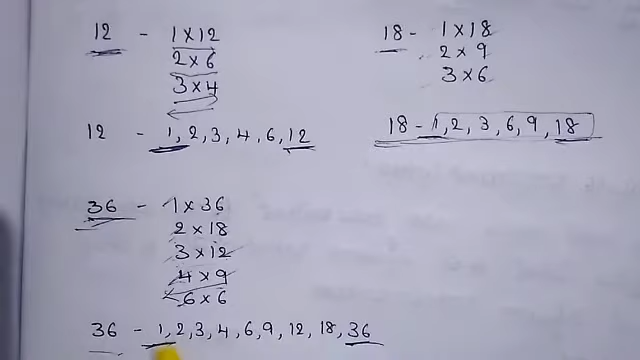 12 - 1 x 12
2 x 6
3 x 4
12 - 1, 2, 3, 4, 6, 12
18 - 1 x 18
2 x 9
3 x 6
18 - 1, 2, 3, 6, 9, 18
36 - 1 x 36
2 x 18
3 x 12
4 x 9
6 x 6
36 - 1, 2, 3, 4, 6, 9, 12, 18, 36